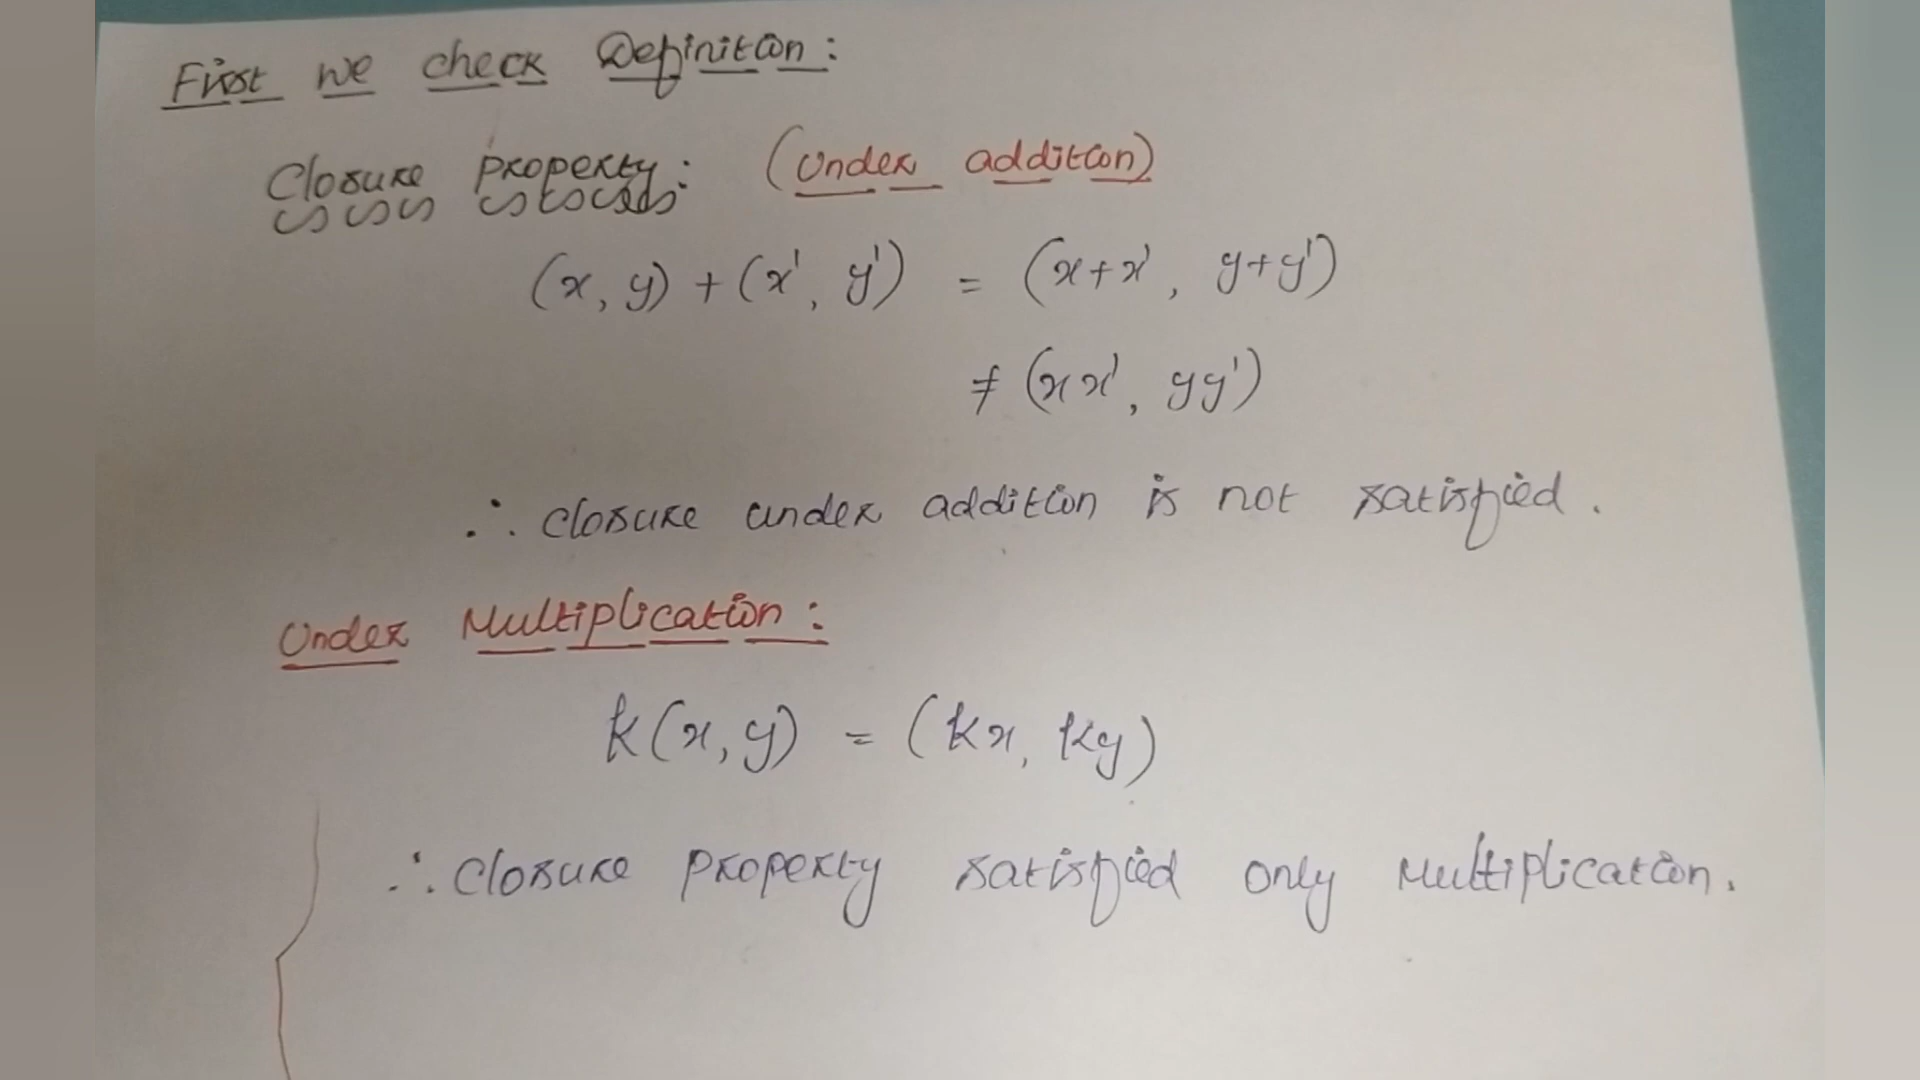 First we check Definition:
Closure property: (Under addition)
(x, y) + (x', y') = (x+x', y+y')
≠ (xx', yy')
∴ closure under addition is not satisfied.
Under Multiplication:
k(x, y) = (kx, ky)
∴ closure property satisfied only Multiplication.